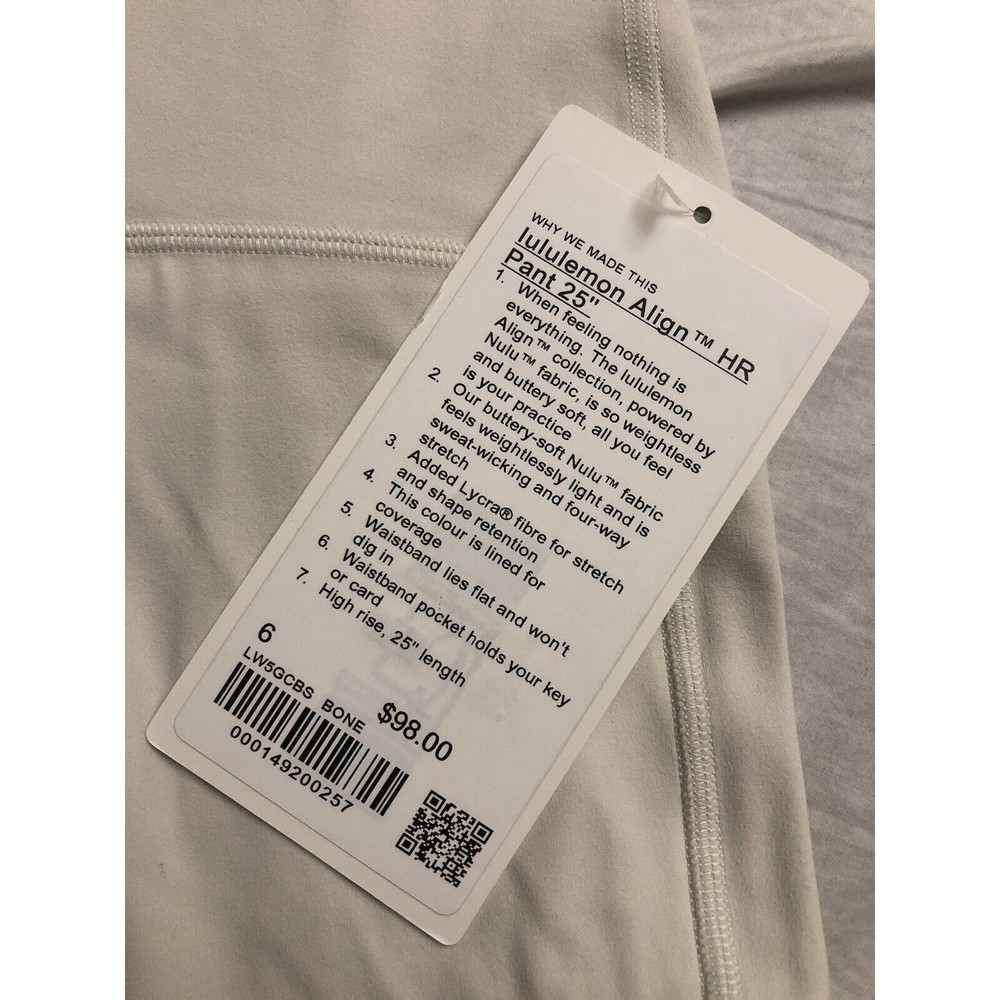 WHY WE MADE THIS
lululemon Align™ HR
Pant 25"
1. When feeling nothing is
everything. The lululemon
Align™ collection, powered by
Nulu™ fabric, is so weightless
and buttery soft, all you feel
is your practice
2. Our buttery-soft Nulu™ fabric
feels weightlessly light and is
sweat-wicking and four-way
stretch
3. Added Lycra® fibre for stretch
and shape retention
4. This colour is lined for
coverage
5. Waistband lies flat and won't
dig in
6. Waistband pocket holds your key
or card
7. High rise, 25" length
6
LW5GCBS BONE
$98.00
000149200257